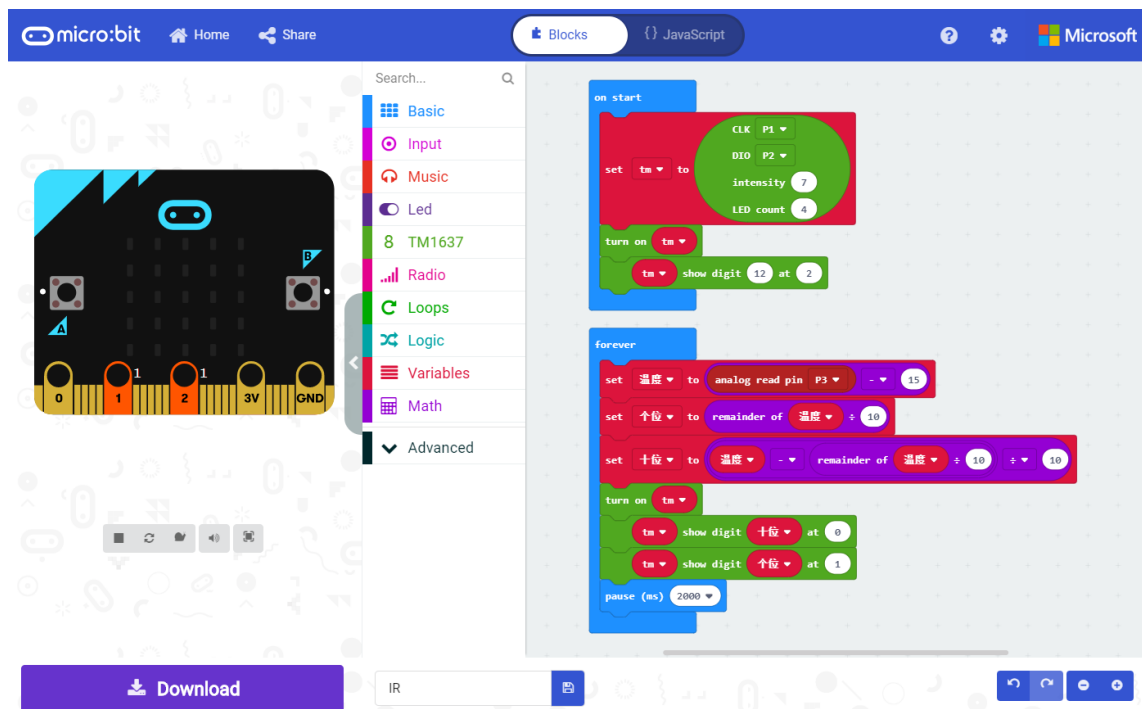 micro:bit Home Share Blocks {} JavaScript ? Microsoft
Search...
Basic
Input
Music
Led
8 TM1637
Radio
Loops
Logic
Variables
Math
Advanced
A
B
1 1
0 1 2 3V GND
on start
set tm to
CLK P1
DIO P2
intensity 7
LED count 4
turn on tm
tm show digit 12 at 2
forever
set 温度 to analog read pin P3 - 15
set 个位 to remainder of 温度 ÷ 10
set 十位 to 温度 - remainder of 温度 ÷ 10 ÷ 10
turn on tm
tm show digit 十位 at 0
tm show digit 个位 at 1
pause (ms) 2000
Download
IR